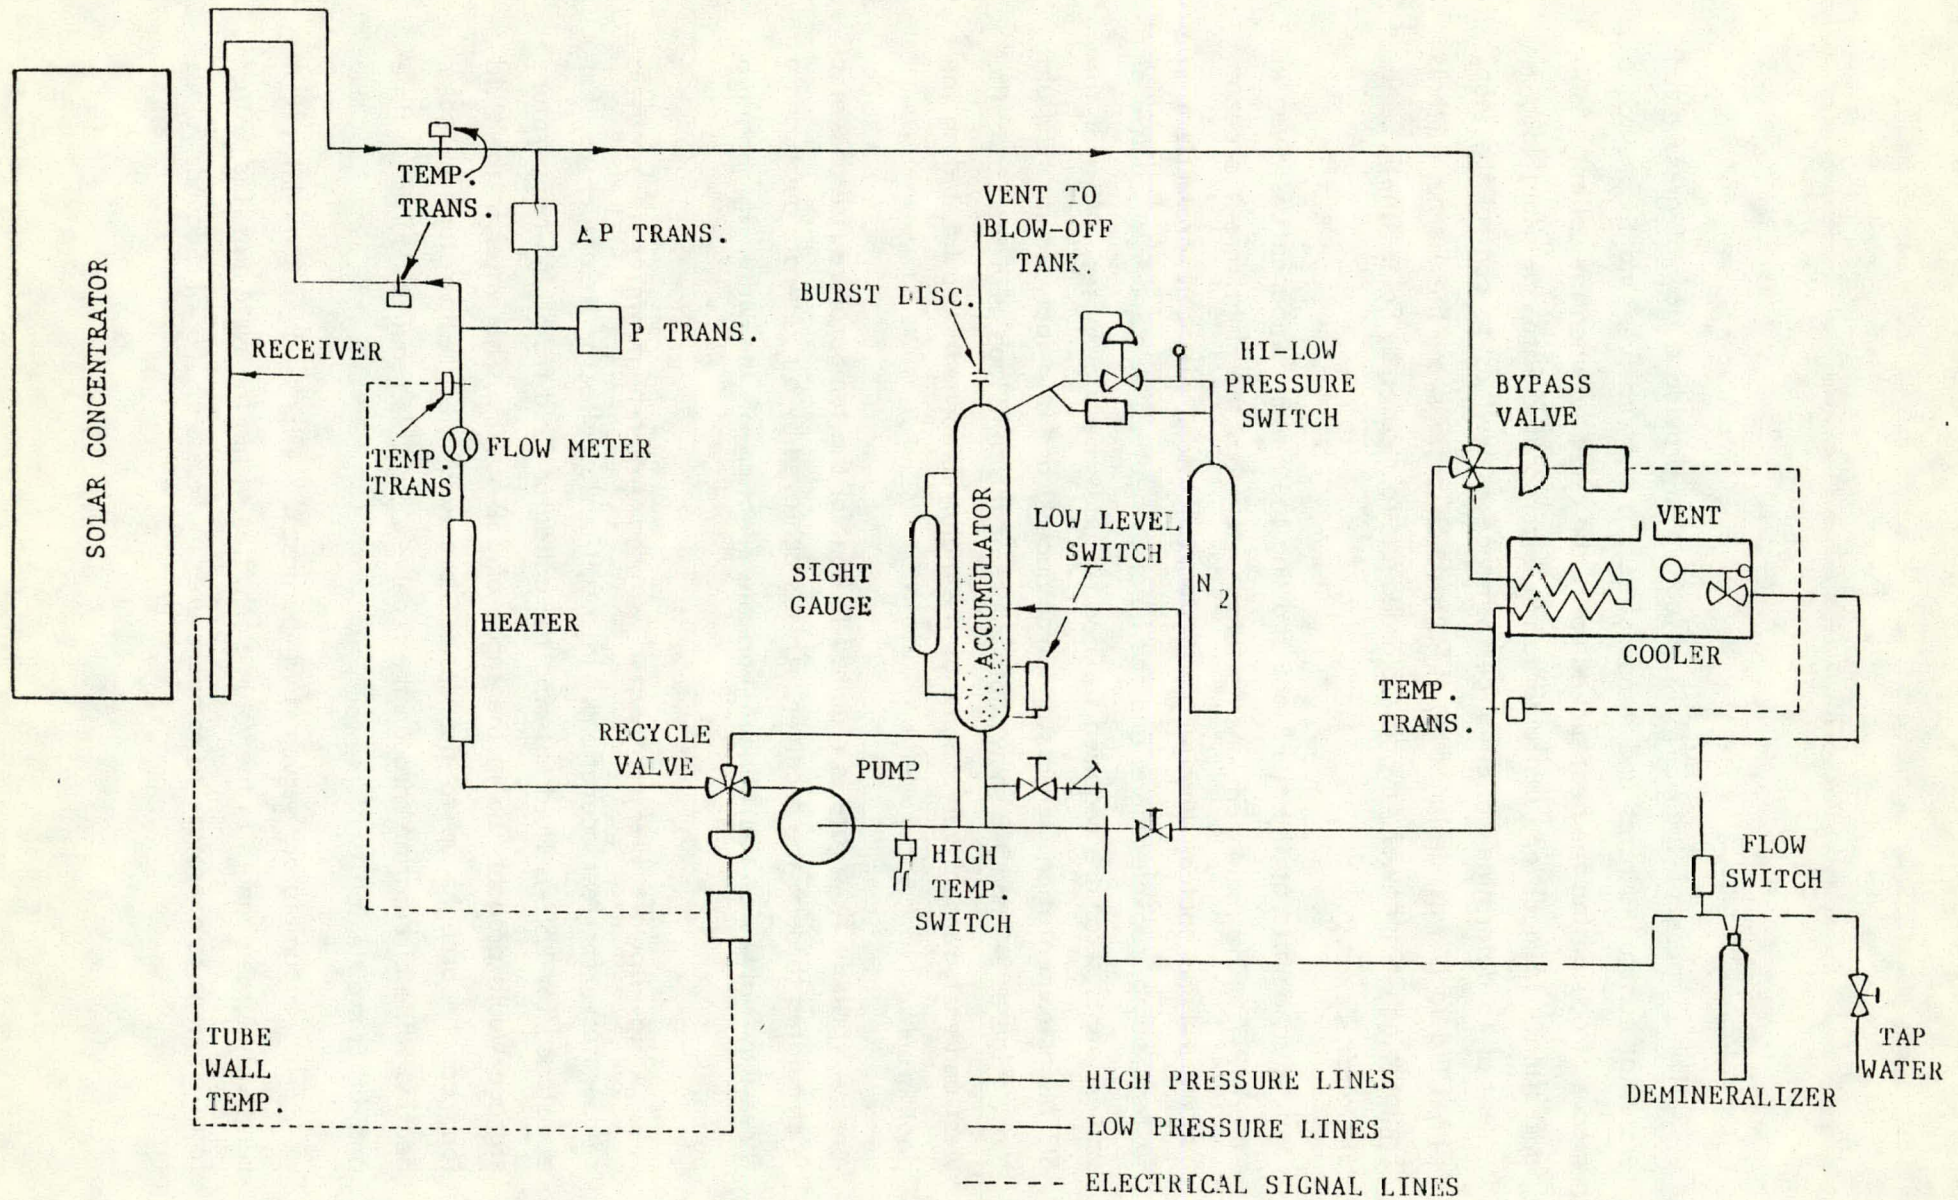 SOLAR CONCENTRATOR
TEMP.
TRANS.
ΔP TRANS.
P TRANS.
RECEIVER
TEMP.
TRANS
FLOW METER
HEATER
RECYCLE
VALVE
PUMP
TUBE
WALL
TEMP.
VENT TO
BLOW-OFF
TANK.
BURST DISC.
HI-LOW
PRESSURE
SWITCH
SIGHT
GAUGE
ACCUMULATOR
LOW LEVEL
SWITCH
N2
HIGH
TEMP.
SWITCH
BYPASS
VALVE
VENT
COOLER
TEMP.
TRANS.
FLOW
SWITCH
TAP
WATER
DEMINERALIZER
HIGH PRESSURE LINES
LOW PRESSURE LINES
ELECTRICAL SIGNAL LINES